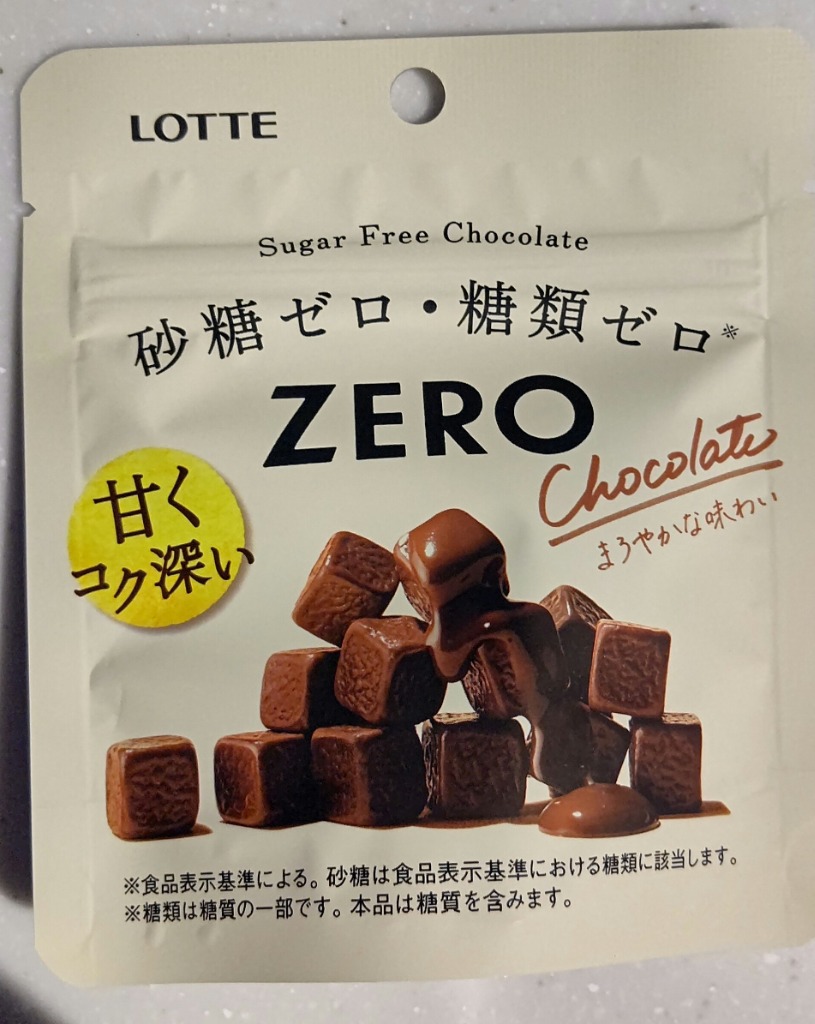 LOTTE
Sugar Free Chocolate
砂糖ゼロ・糖類ゼロ※
ZERO
Chocolate
まろやかな味わい
甘く
コク深い
※食品表示基準による。砂糖は食品表示基準における糖類に該当します。
※糖類は糖質の一部です。本品は糖質を含みます。